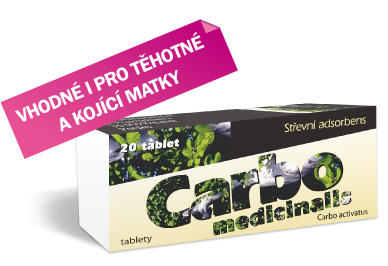 VHODNÉ I PRO TĚHOTNÉ
A KOJÍCÍ MATKY
Střevní adsorbens
20 tablet
Carbo
medicinalis
Carbo activatus
tablety